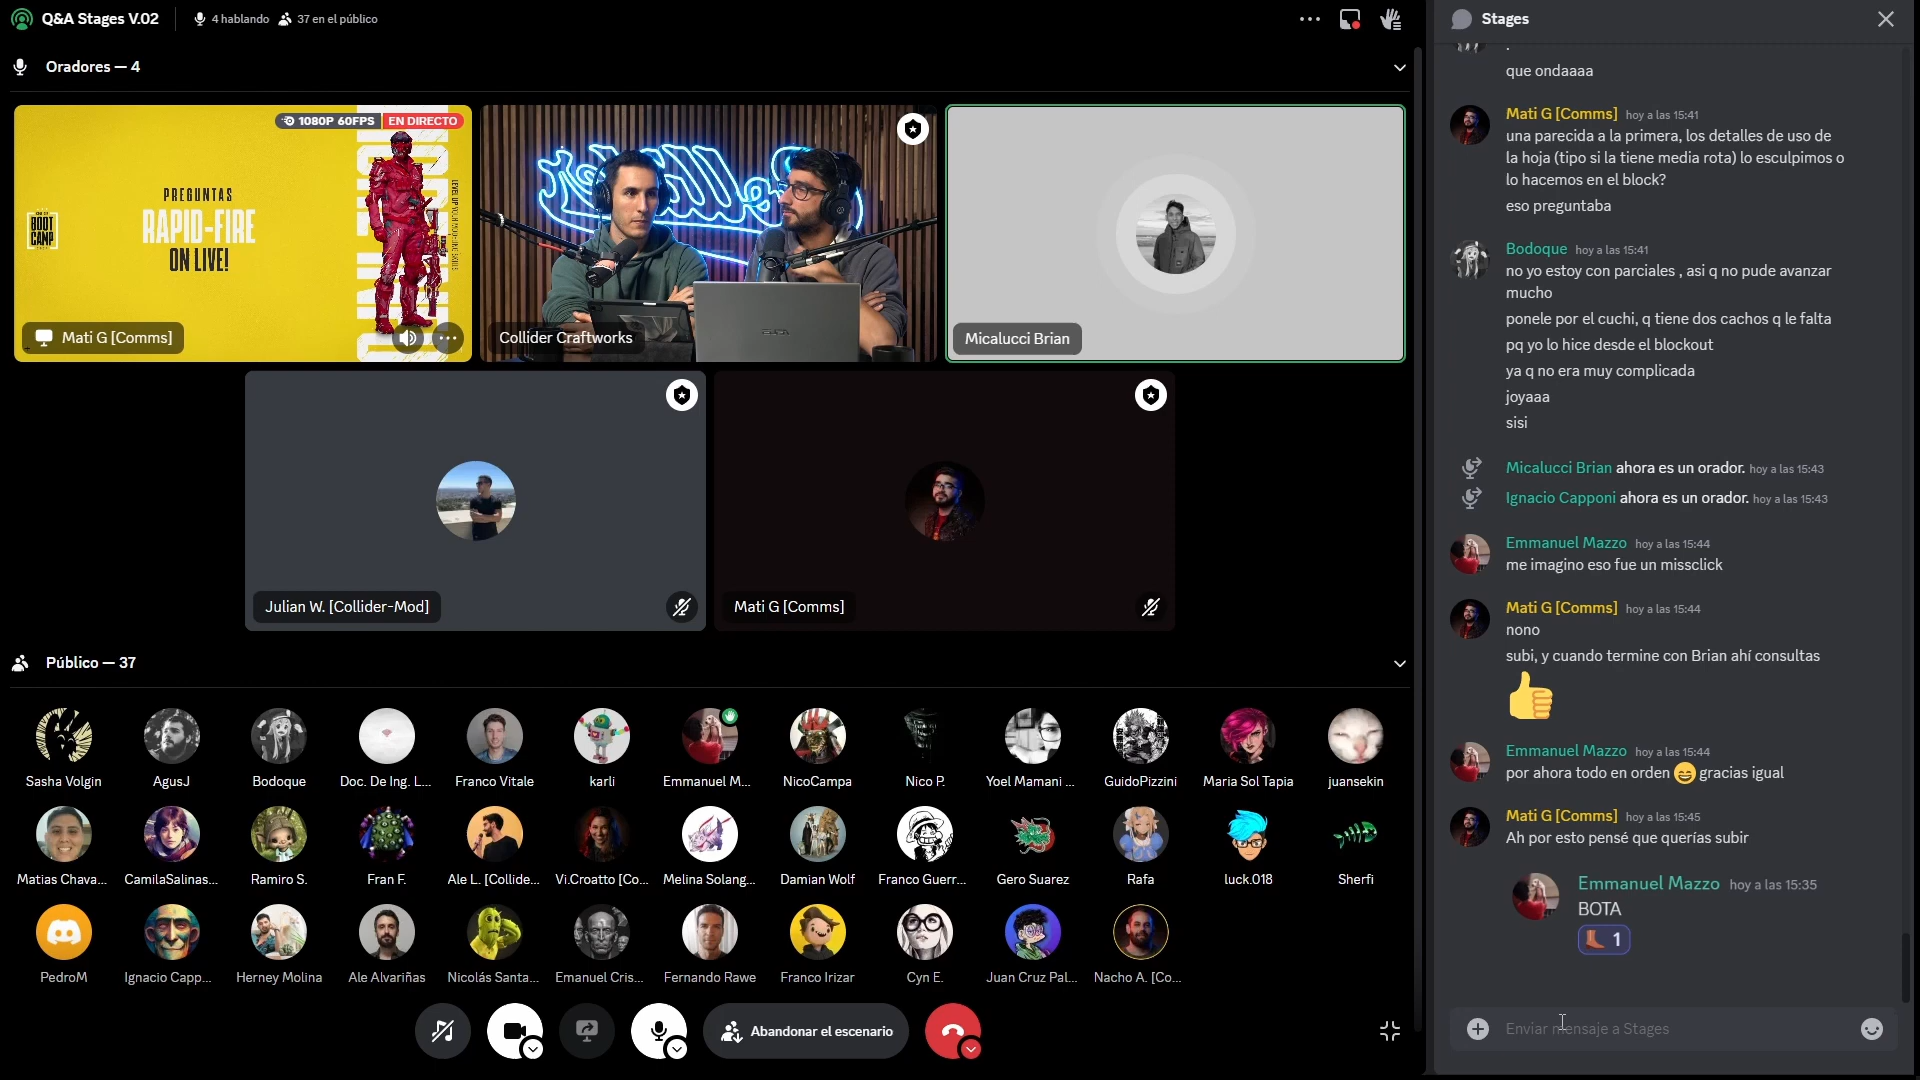 Q&A Stages V.02
4 hablando
37 en el público
Oradores — 4
1080P 60FPS
EN DIRECTO
PREGUNTAS
RAPID-FIRE
ON LIVE!
BOOT
CAMP
Mati G [Comms]
Collider Craftworks
Micalucci Brian
Julian W. [Collider-Mod]
Mati G [Comms]
Público — 37
Sasha Volgin
AgusJ
Bodoque
Doc. De Ing. L...
Franco Vitale
karli
Emmanuel M...
NicoCampa
Nico P.
Yoel Mamani ...
GuidoPizzini
Maria Sol Tapia
juansekin
Matias Chava...
CamilaSalinas...
Ramiro S.
Fran F.
Ale L. [Collide...
Vi.Croatto [Co...
Melina Solang...
Damian Wolf
Franco Guerr...
Gero Suarez
Rafa
luck.018
Sherfi
PedroM
Ignacio Capp...
Herney Molina
Ale Alvariñas
Nicolás Santa...
Emanuel Cris...
Fernando Rawe
Franco Irizar
Cyn E.
Juan Cruz Pal...
Nacho A. [Co...
Abandonar el escenario
Stages
que ondaaaa
Mati G [Comms] hoy a las 15:41
una parecida a la primera, los detalles de uso de
la hoja (tipo si la tiene media rota) lo esculpimos o
lo hacemos en el block?
eso preguntaba
Bodoque hoy a las 15:41
no yo estoy con parciales , asi q no pude avanzar
mucho
ponele por el cuchi, q tiene dos cachos q le falta
pq yo lo hice desde el blockout
ya q no era muy complicada
joyaaa
sisi
Micalucci Brian ahora es un orador. hoy a las 15:43
Ignacio Capponi ahora es un orador. hoy a las 15:43
Emmanuel Mazzo hoy a las 15:44
me imagino eso fue un missclick
Mati G [Comms] hoy a las 15:44
nono
subi, y cuando termine con Brian ahí consultas
Emmanuel Mazzo hoy a las 15:44
por ahora todo en orden 😄 gracias igual
Mati G [Comms] hoy a las 15:45
Ah por esto pensé que querías subir
Emmanuel Mazzo hoy a las 15:35
BOTA
1
Enviar mensaje a Stages